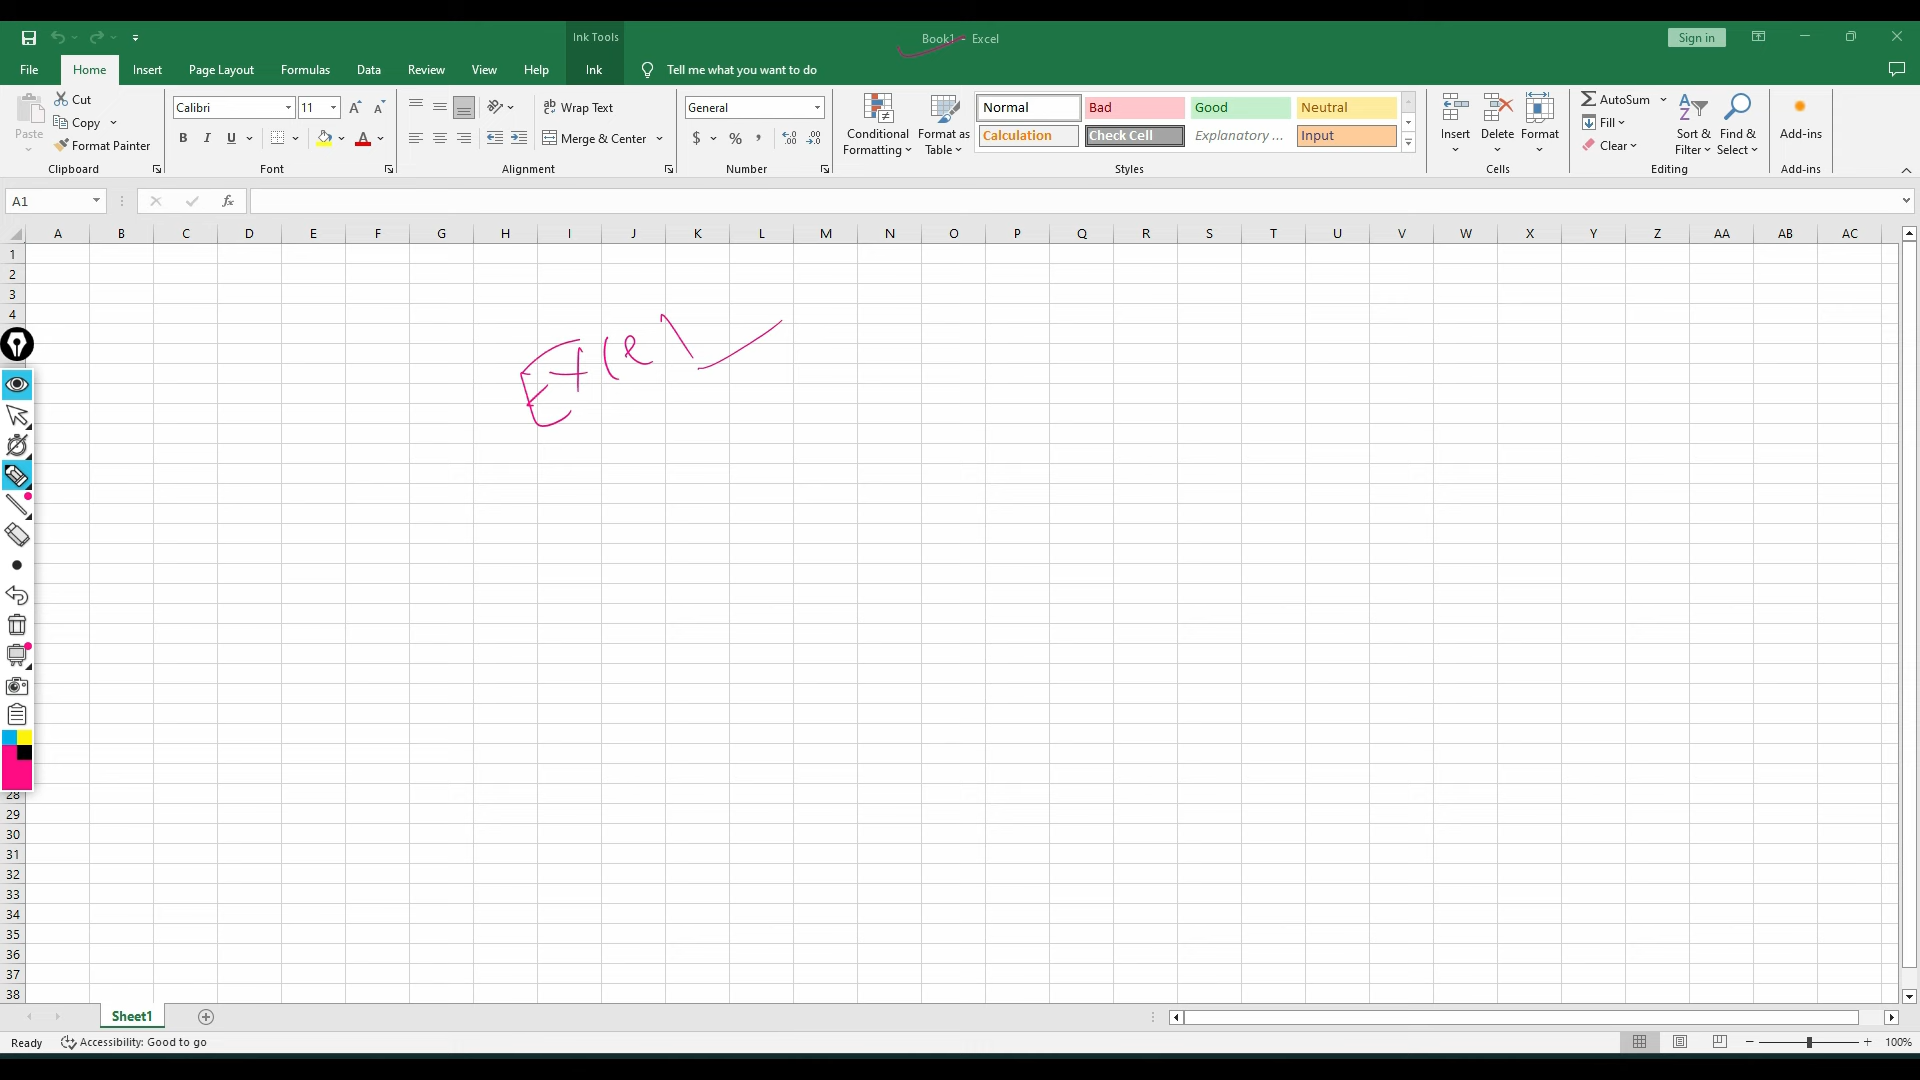 Ink Tools
Book1 - Excel
Sign in
File Home Insert Page Layout Formulas Data Review View Help Ink Tell me what you want to do
Paste
Cut
Copy
Format Painter
Clipboard
Calibri 11 A A
B I U A
Font
ab Wrap Text
Merge & Center
Alignment
General
$ % ,
Number
Conditional Formatting
Format as Table
Normal Bad Good Neutral
Calculation Check Cell Explanatory ... Input
Styles
Insert Delete Format
Cells
AutoSum
Fill
Clear
Sort & Filter
Find & Select
Editing
Add-ins
Add-ins
A1 fx
A B C D E F G H I J K L M N O P Q R S T U V W X Y Z AA AB AC
1
2
3
4
Excel
28
29
30
31
32
33
34
35
36
37
38
Sheet1
Ready Accessibility: Good to go 100%